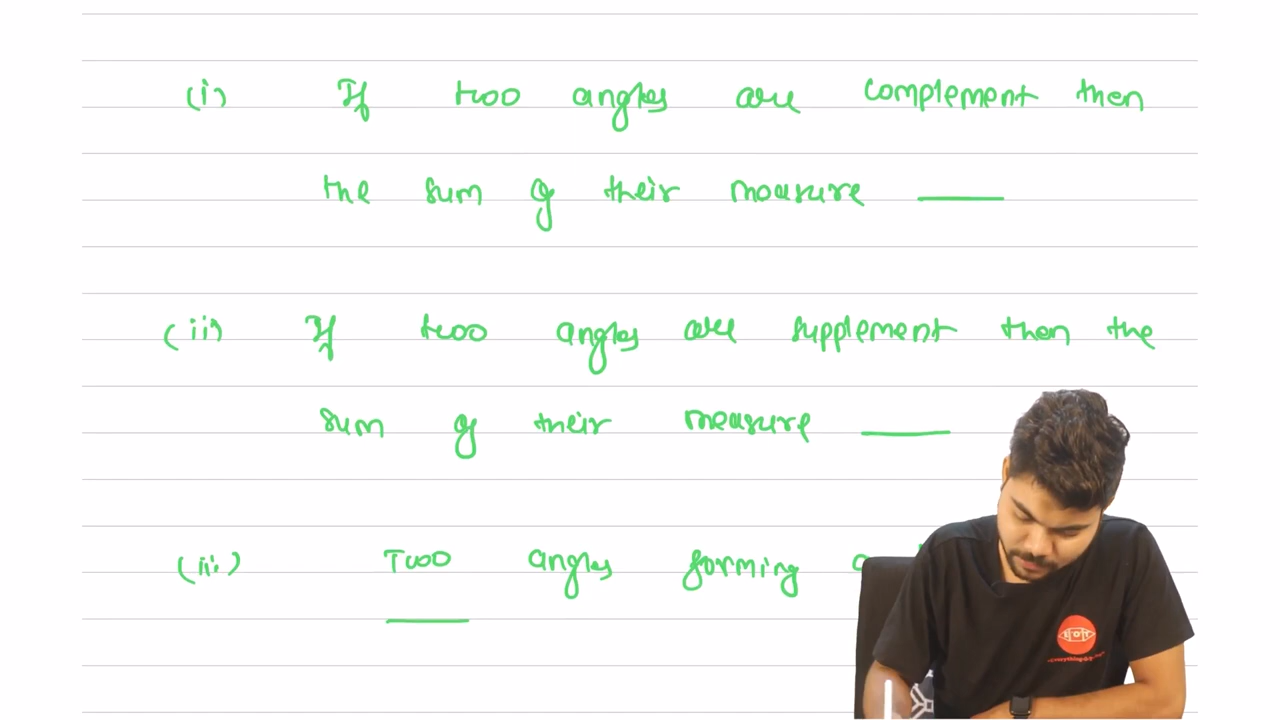 (i) If two angles are complement then
the sum of their measure ____
(ii) If two angles are supplement then the
sum of their measure ____
(ii) Two angles forming
____